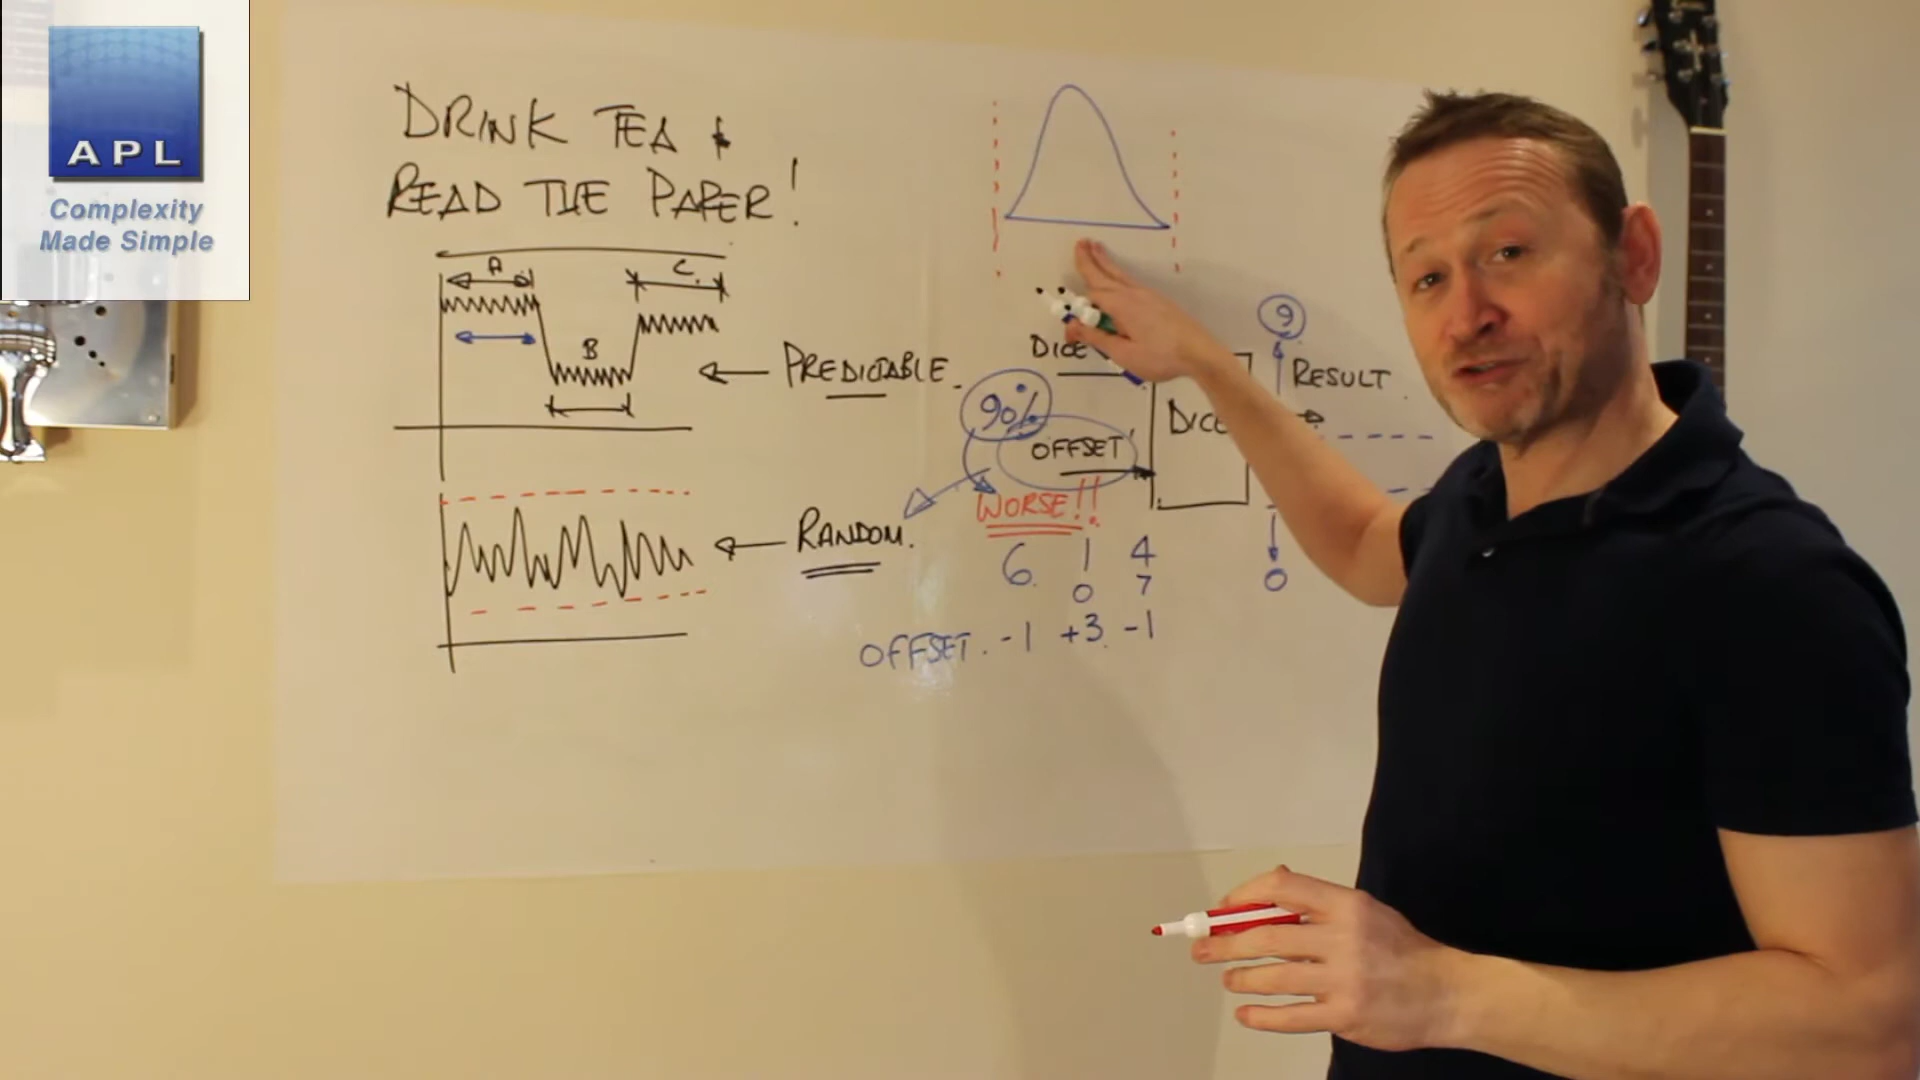 APL
Complexity
Made Simple
DRINK TEA &
READ THE PAPER!
A
C
B
PREDICTABLE.
RANDOM.
DICE
90%
OFFSET
WORSE!!
DICE
9
RESULT
0
6. 1 4
0 7
OFFSET. -1 +3. -1